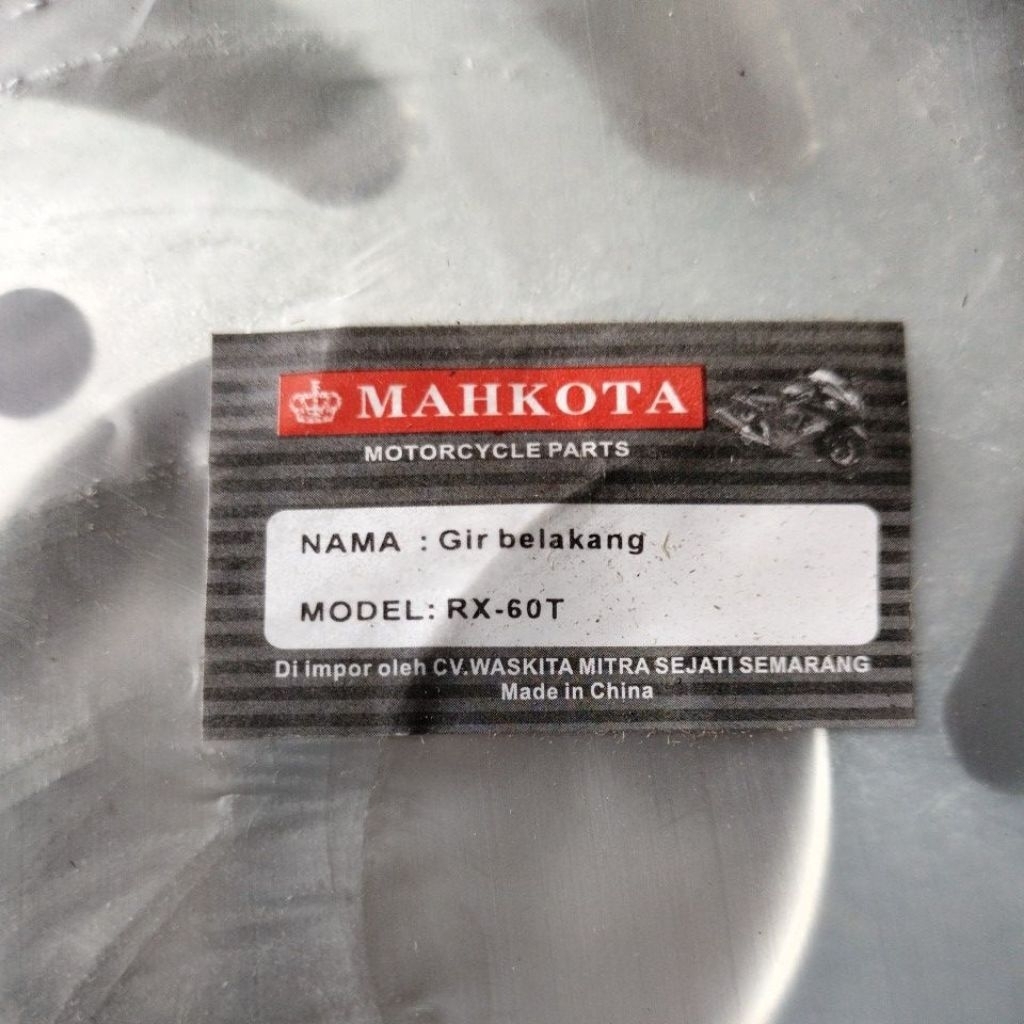 MAHKOTA
MOTORCYCLE PARTS
NAMA : Gir belakang
MODEL: RX-60T
Di impor oleh CV.WASKITA MITRA SEJATI SEMARANG
Made in China